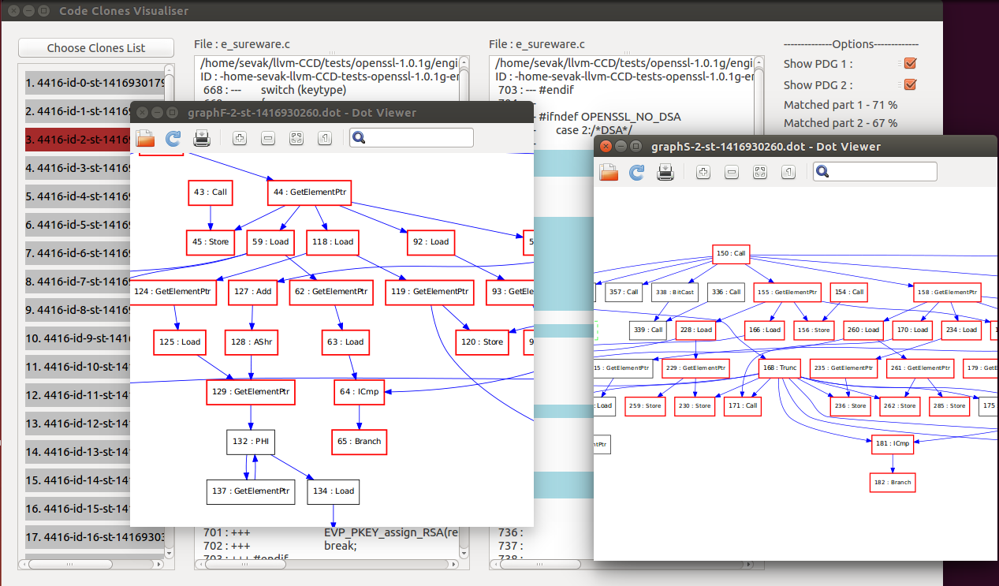 Code Clones Visualiser
Choose Clones List
File : e_sureware.c
File : e_sureware.c
--------------Options-------------
Show PDG 1 :
Show PDG 2 :
Matched part 1 - 71 %
Matched part 2 - 67 %
1. 4416-id-0-st-1416930179
2. 4416-id-1-st-1416
3. 4416-id-2-st-1416
4. 4416-id-3-st-1416
5. 4416-id-4-st-1416
6. 4416-id-5-st-1416
7. 4416-id-6-st-1416
8. 4416-id-7-st-1416
9. 4416-id-8-st-1416
10. 4416-id-9-st-141
11. 4416-id-10-st-14
12. 4416-id-11-st-14
13. 4416-id-12-st-14
14. 4416-id-13-st-14
15. 4416-id-14-st-14
16. 4416-id-15-st-14
17. 4416-id-16-st-1416930
/home/sevak/llvm-CCD/tests/openssl-1.0.1g/engi
ID : -home-sevak-llvm-CCD-tests-openssl-1.0.1g-en
668 : --- switch (keytype)
701 : +++ EVP_PKEY_assign_RSA(re
702 : +++ break;
703 : +++ #endif
/home/sevak/llvm-CCD/tests/openssl-1.0.1g/engi
ID : -home-sevak-llvm-CCD-tests-openssl-1.0.1g-er
703 : --- #endif
- #ifndef OPENSSL_NO_DSA
- case 2:/*DSA*/
736 :
737 :
738 :
graphF-2-st-1416930260.dot - Dot Viewer
43 : Call
44 : GetElementPtr
45 : Store
59 : Load
118 : Load
92 : Load
5
124 : GetElementPtr
127 : Add
62 : GetElementPtr
119 : GetElementPtr
93 : GetEle
125 : Load
128 : AShr
63 : Load
120 : Store
9
129 : GetElementPtr
64 : ICmp
132 : PHI
65 : Branch
137 : GetElementPtr
134 : Load
graphS-2-st-1416930260.dot - Dot Viewer
150 : Call
357 : Call
338 : BitCast
336 : Call
155 : GetElementPtr
154 : Call
158 : GetElementPtr
339 : Call
228 : Load
166 : Load
156 : Store
260 : Load
170 : Load
234 : Load
1
15 : GetElementPtr
229 : GetElementPtr
168 : Trunc
235 : GetElementPtr
261 : GetElementPtr
179 : GetEl
: Load
259 : Store
230 : Store
171 : Call
236 : Store
262 : Store
285 : Store
175
ntPtr
181 : ICmp
182 : Branch